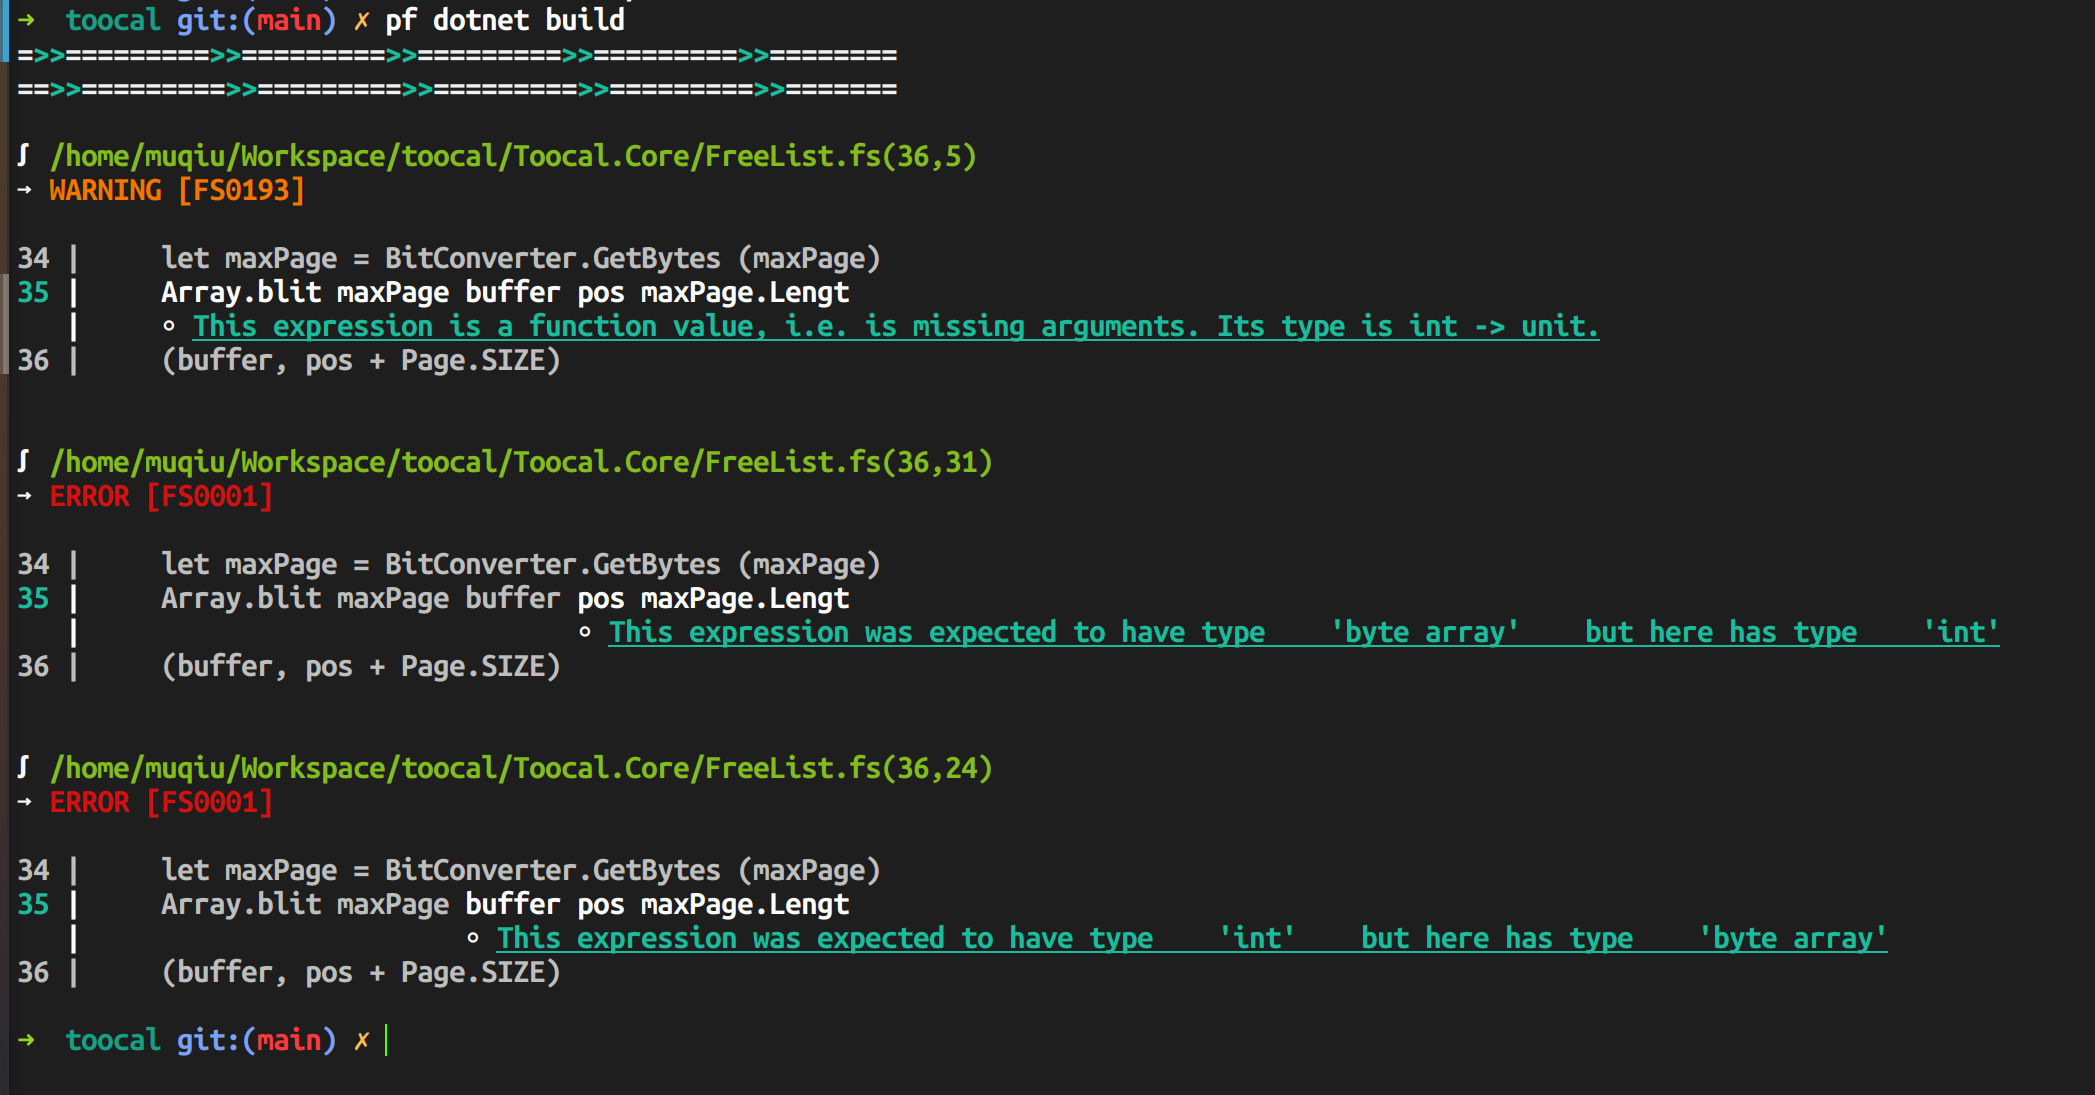 → toocal git:(main) ✗ pf dotnet build
=>>=========>>=========>>=========>>=========>>========
==>>=========>>=========>>=========>>=========>>=======
ʃ /home/muqiu/Workspace/toocal/Toocal.Core/FreeList.fs(36,5)
→ WARNING [FS0193]
34 |     let maxPage = BitConverter.GetBytes (maxPage)
35 |     Array.blit maxPage buffer pos maxPage.Lengt
   |     ∘ This expression is a function value, i.e. is missing arguments. Its type is int -> unit.
36 |     (buffer, pos + Page.SIZE)
ʃ /home/muqiu/Workspace/toocal/Toocal.Core/FreeList.fs(36,31)
→ ERROR [FS0001]
34 |     let maxPage = BitConverter.GetBytes (maxPage)
35 |     Array.blit maxPage buffer pos maxPage.Lengt
   |                               ∘ This expression was expected to have type    'byte array'    but here has type    'int'
36 |     (buffer, pos + Page.SIZE)
ʃ /home/muqiu/Workspace/toocal/Toocal.Core/FreeList.fs(36,24)
→ ERROR [FS0001]
34 |     let maxPage = BitConverter.GetBytes (maxPage)
35 |     Array.blit maxPage buffer pos maxPage.Lengt
   |                        ∘ This expression was expected to have type    'int'    but here has type    'byte array'
36 |     (buffer, pos + Page.SIZE)
→ toocal git:(main) ✗